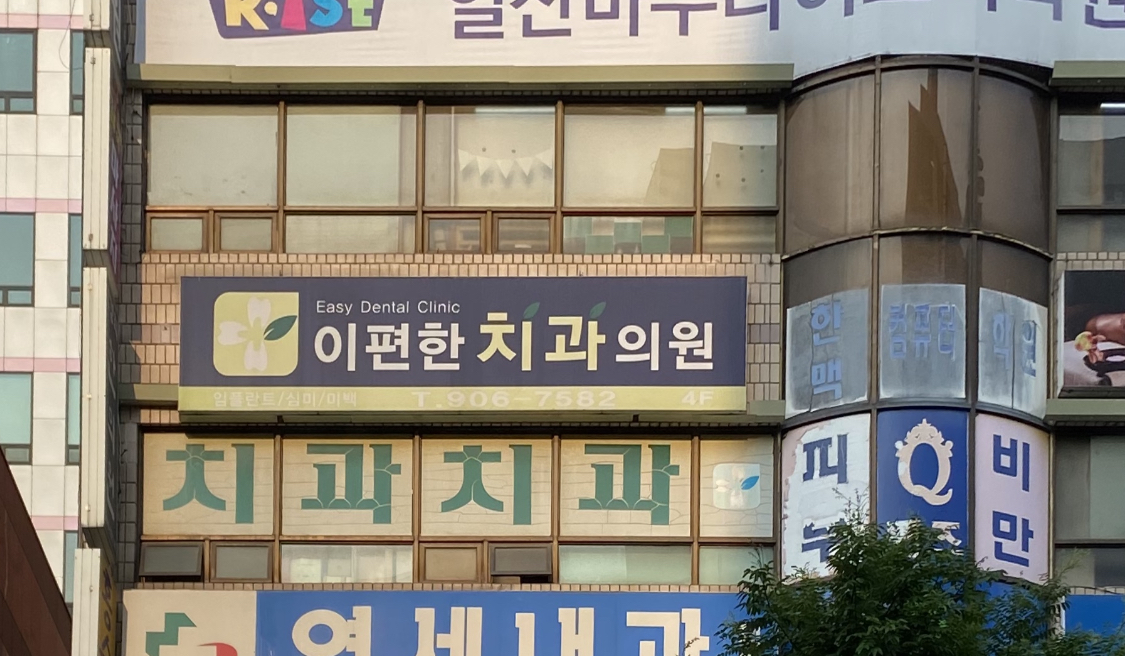 K·ASE
Easy Dental Clinic
이편한 치과의원
임플란트/심미/미백 T.906-7582 4F
치과치과
한맥 컴퓨터 학원
피
Q
비만
연세내과